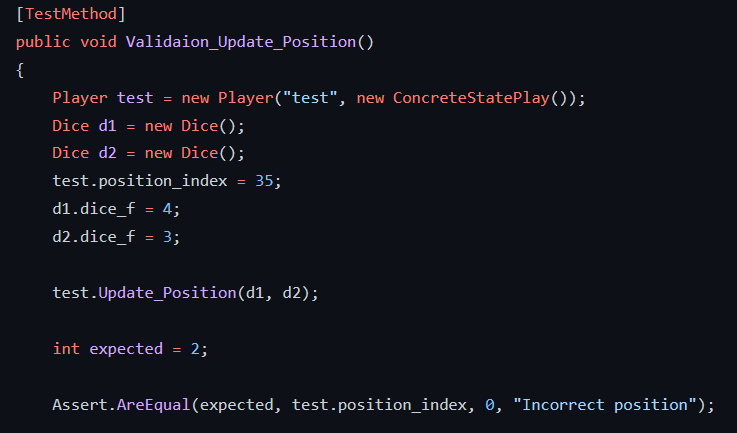 [TestMethod]
public void Validaion_Update_Position()
{
Player test = new Player("test", new ConcreteStatePlay());
Dice d1 = new Dice();
Dice d2 = new Dice();
test.position_index = 35;
d1.dice_f = 4;
d2.dice_f = 3;
test.Update_Position(d1, d2);
int expected = 2;
Assert.AreEqual(expected, test.position_index, 0, "Incorrect position");